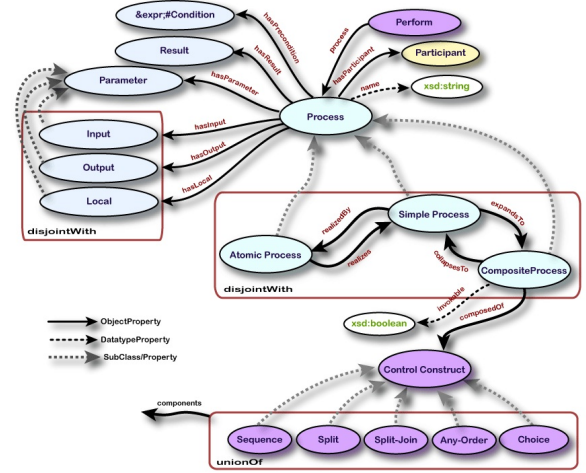 &expr;#Condition
hasPrecondition
Perform
process
Result
hasResult
hasParticipant
Participant
Parameter
hasParameter
name
xsd:string
Process
Input
hasInput
Output
hasOutput
Local
hasLocal
disjointWith
Simple Process
realizedBy
expandsTo
Atomic Process
realizes
collapsesTo
CompositeProcess
disjointWith
invokable
composedOf
xsd:boolean
ObjectProperty
DatatypeProperty
SubClass/Property
Control Construct
components
Sequence
Split
Split-Join
Any-Order
Choice
unionOf